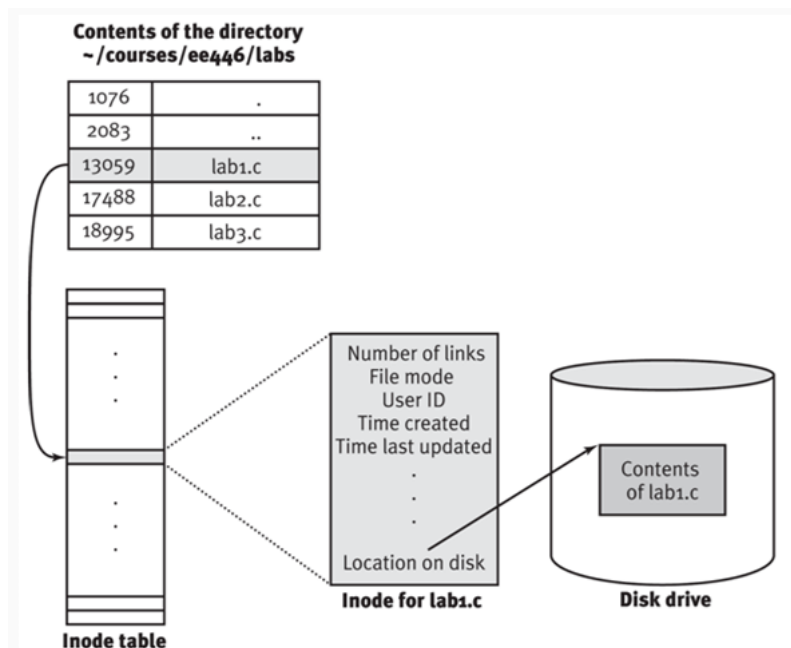 Contents of the directory
~/courses/ee446/labs
1076 .
2083 ..
13059 lab1.c
17488 lab2.c
18995 lab3.c
.
.
.
.
.
.
Inode table
Number of links
File mode
User ID
Time created
Time last updated
.
.
.
Location on disk
Inode for lab1.c
Contents
of lab1.c
Disk drive